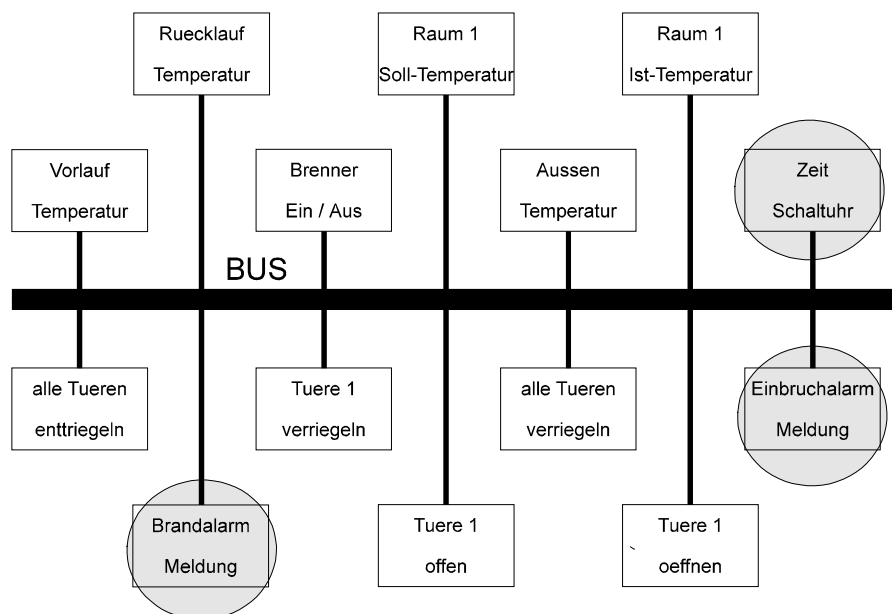 Ruecklauf
Temperatur
Raum 1
Soll-Temperatur
Raum 1
Ist-Temperatur
Vorlauf
Temperatur
Brenner
Ein / Aus
Aussen
Temperatur
Zeit
Schaltuhr
BUS
alle Tueren
enttriegeln
Tuere 1
verriegeln
alle Tueren
verriegeln
Einbruchalarm
Meldung
Brandalarm
Meldung
Tuere 1
offen
Tuere 1
oeffnen